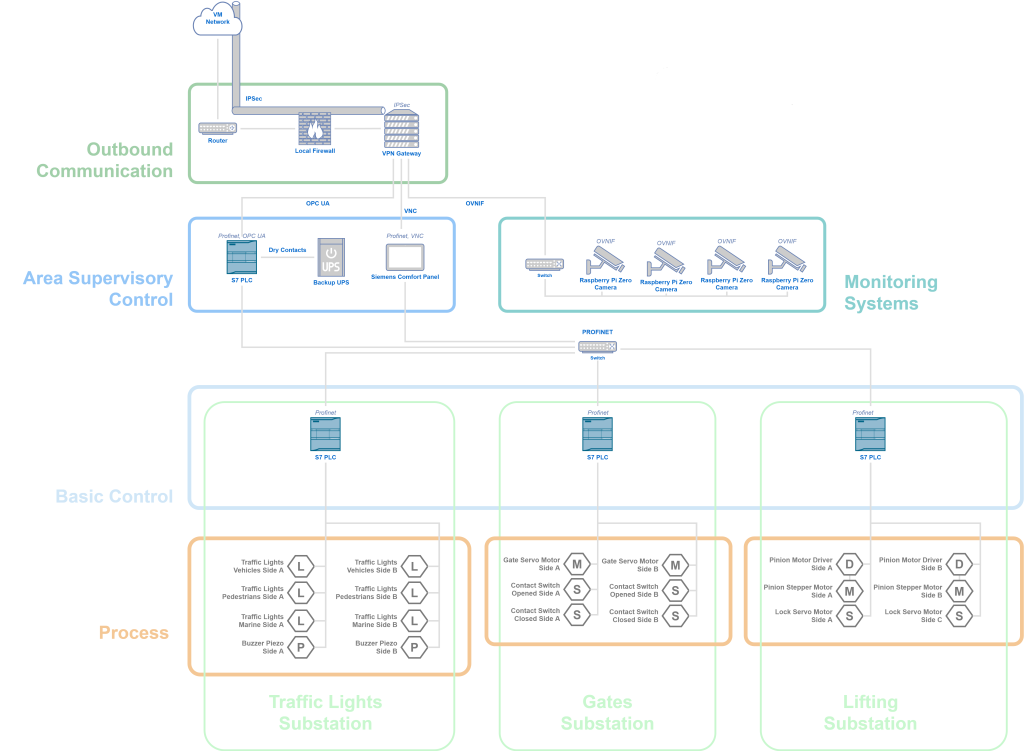 VM
Network
IPSec
IPSec
Router
Local Firewall
VPN Gateway
Outbound
Communication
OPC UA
VNC
OVNIF
Profinet, OPC UA
Dry Contacts
UPS
S7 PLC
Backup UPS
Profinet, VNC
Siemens Comfort Panel
Area Supervisory
Control
Switch
OVNIF
Raspberry Pi Zero
Camera
OVNIF
Raspberry Pi Zero
Camera
OVNIF
Raspberry Pi Zero
Camera
OVNIF
Raspberry Pi Zero
Camera
Monitoring
Systems
PROFINET
Switch
Profinet
S7 PLC
Profinet
S7 PLC
Profinet
S7 PLC
Basic Control
Process
Traffic Lights
Vehicles Side A
L
Traffic Lights
Pedestrians Side A
L
Traffic Lights
Marine Side A
L
Buzzer Piezo
Side A
P
Traffic Lights
Vehicles Side B
L
Traffic Lights
Pedestrians Side B
L
Traffic Lights
Marine Side B
L
Buzzer Piezo
Side B
P
Gate Servo Motor
Side A
M
Contact Switch
Opened Side A
S
Contact Switch
Closed Side A
S
Gate Servo Motor
Side B
M
Contact Switch
Opened Side B
S
Contact Switch
Closed Side B
S
Pinion Motor Driver
Side A
D
Pinion Stepper Motor
Side A
M
Lock Servo Motor
Side A
S
Pinion Motor Driver
Side B
D
Pinion Stepper Motor
Side B
M
Lock Servo Motor
Side C
S
Traffic Lights
Substation
Gates
Substation
Lifting
Substation